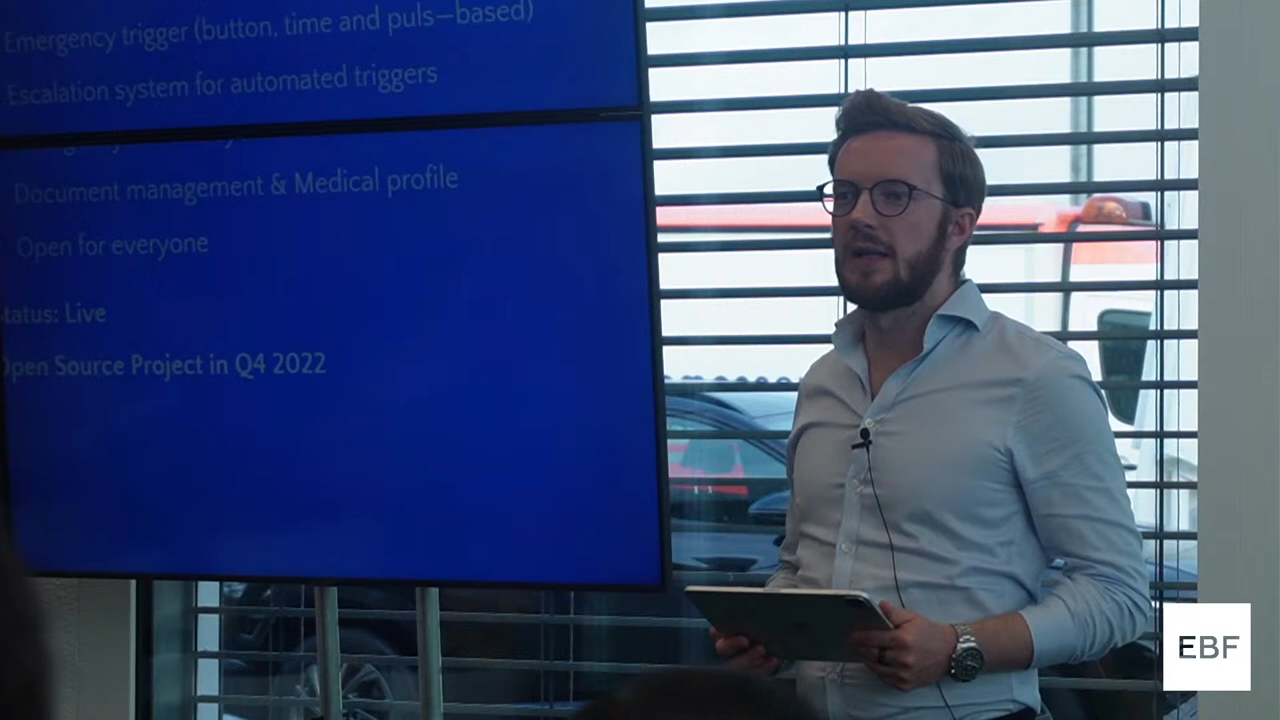 Emergency trigger (button, time and puls–based)
Escalation system for automated triggers
Document management & Medical profile
Open for everyone
tatus: Live
Open Source Project in Q4 2022
EBF